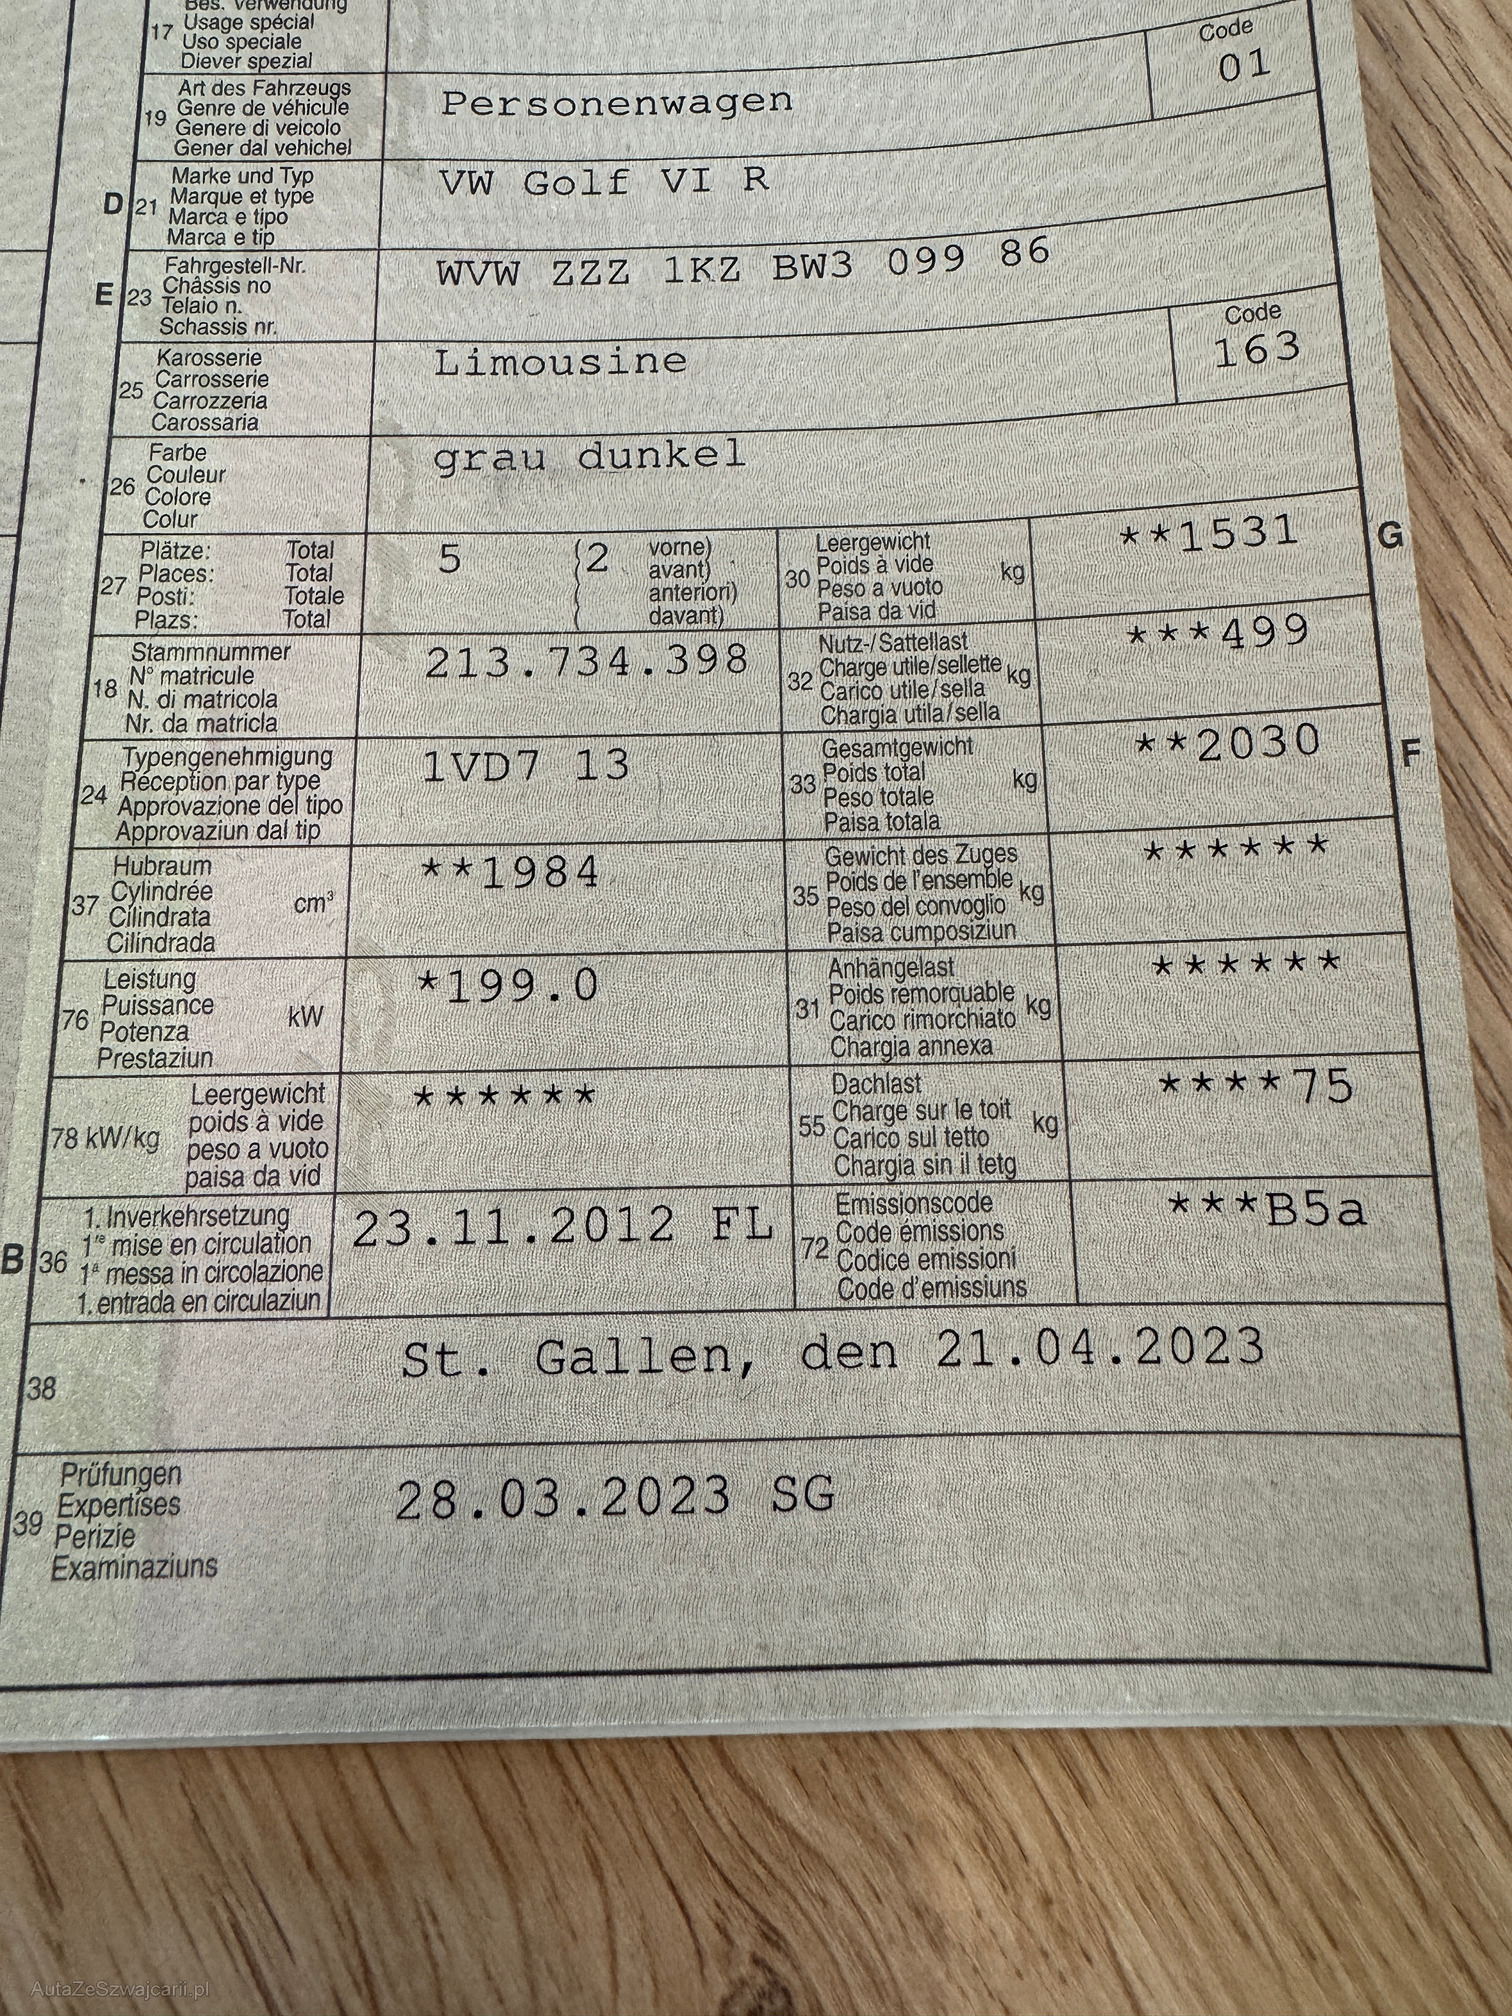 Bes. Verwendung
17 Usage spécial
Uso speciale
Diever spezial
Code
01
Art des Fahrzeugs
19 Genre de véhicule
Genere di veicolo
Gener dal vehichel
Personenwagen
Marke und Typ
D 21 Marque et type
Marca e tipo
Marca e tip
VW Golf VI R
Fahrgestell-Nr.
E 23 Châssis no
Telaio n.
Schassis nr.
WVW ZZZ 1KZ BW3 099 86
Karosserie
25 Carrosserie
Carrozzeria
Carossaria
Limousine
Code
163
Farbe
26 Couleur
Colore
Colur
grau dunkel
Plätze: Total
27 Places: Total
Posti: Totale
Plazs: Total
5 (2 vorne)
avant)
( anteriori)
( davant)
Leergewicht
30 Poids à vide kg
Peso a vuoto
Paisa da vid
**1531
G
Stammnummer
18 N° matricule
N. di matricola
Nr. da matricla
213.734.398
Nutz-/Sattellast
32 Charge utile/sellette kg
Carico utile/sella
Chargia utila/sella
***499
Typengenehmigung
24 Réception par type
Approvazione del tipo
Approvaziun dal tip
1VD7 13
Gesamtgewicht
33 Poids total kg
Peso totale
Paisa totala
**2030
F
Hubraum
37 Cylindrée cm³
Cilindrata
Cilindrada
**1984
Gewicht des Zuges
35 Poids de l'ensemble kg
Peso del convoglio
Paisa cumposiziun
******
Leistung
76 Puissance kW
Potenza
Prestaziun
*199.0
Anhängelast
31 Poids remorquable kg
Carico rimorchiato
Chargia annexa
******
Leergewicht
78 kW/kg poids à vide
peso a vuoto
paisa da vid
******
Dachlast
55 Charge sur le toit kg
Carico sul tetto
Chargia sin il tetg
****75
1. Inverkehrsetzung
B 36 1re mise en circulation
1a messa in circolazione
1. entrada en circulaziun
23.11.2012 FL
Emissionscode
72 Code émissions
Codice emissioni
Code d'emissiuns
***B5a
38
St. Gallen, den 21.04.2023
Prüfungen
39 Expertises
Perizie
Examinaziuns
28.03.2023 SG
AutaZeSzwajcarii.pl